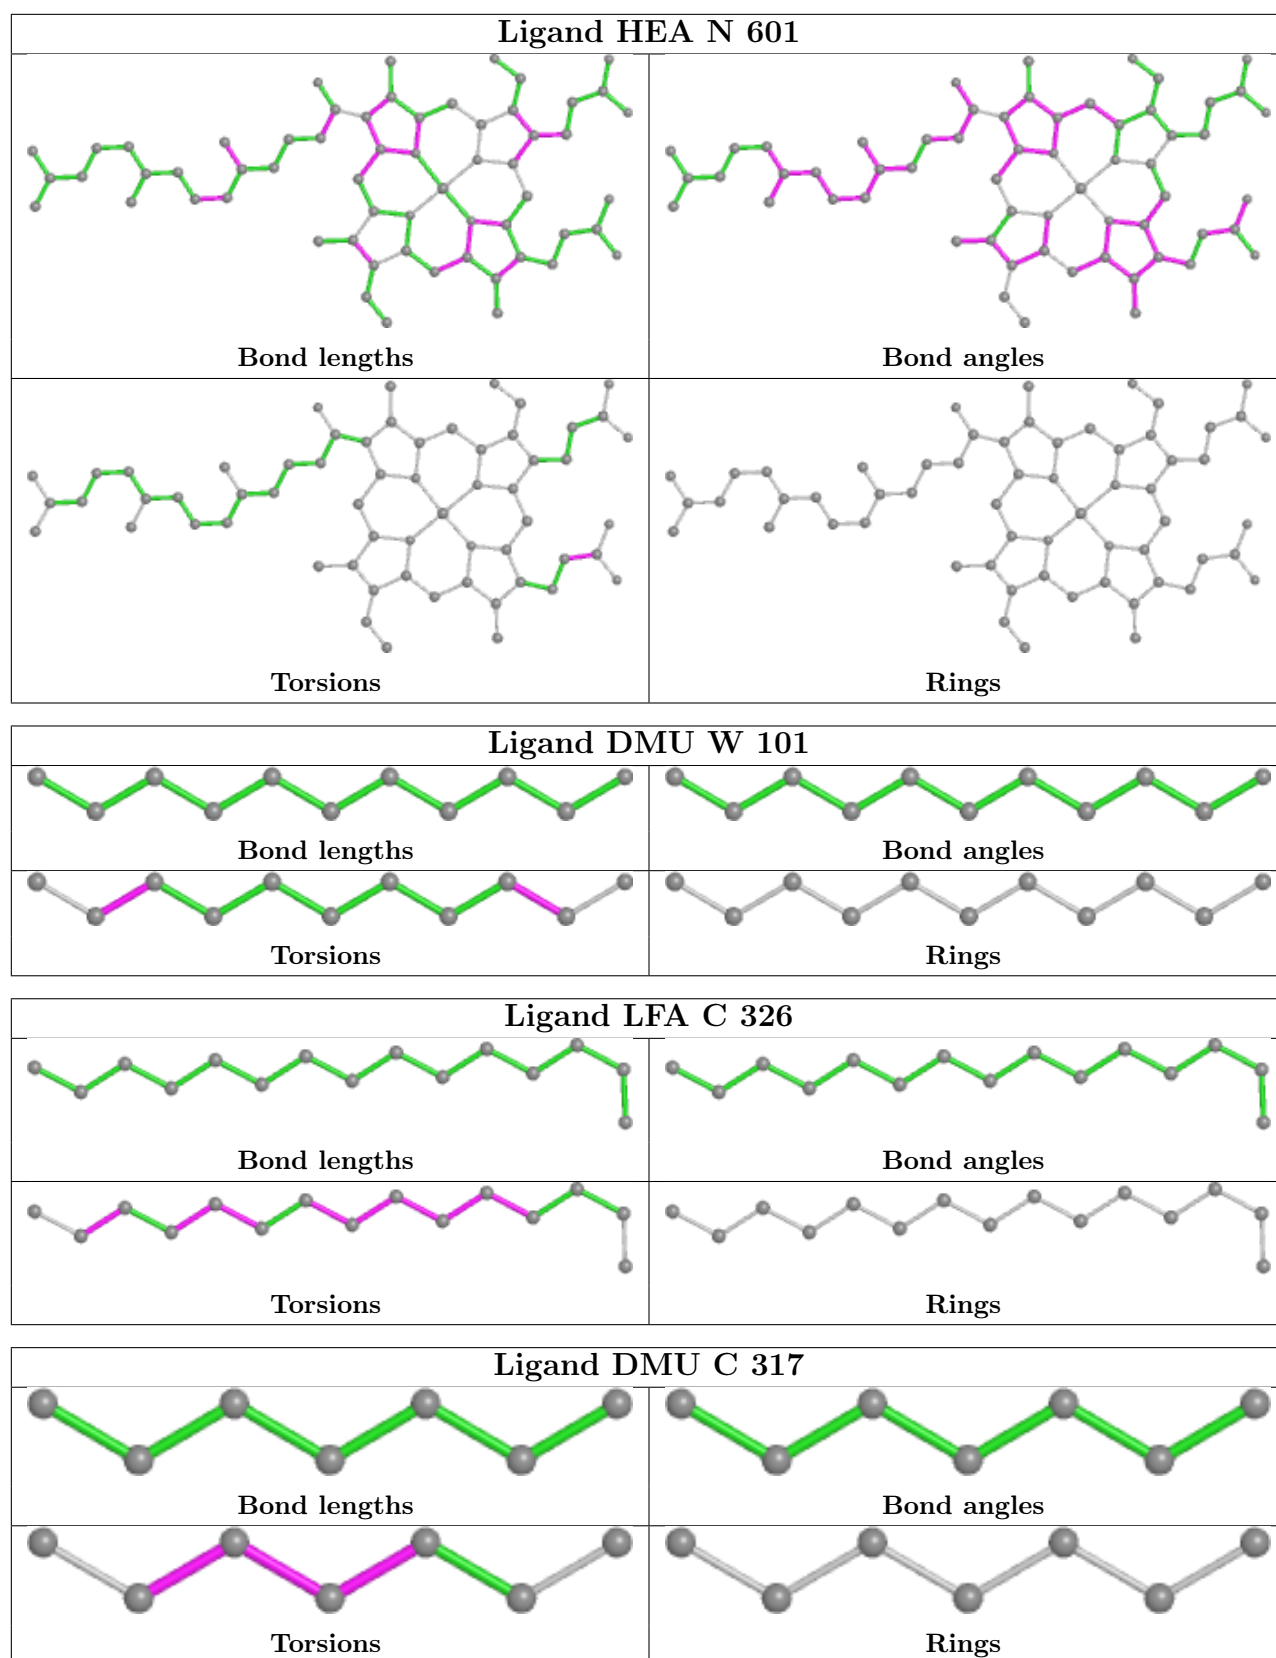 Ligand HEA N 601
Bond lengths
Bond angles
Torsions
Rings
Ligand DMU W 101
Bond lengths
Bond angles
Torsions
Rings
Ligand LFA C 326
Bond lengths
Bond angles
Torsions
Rings
Ligand DMU C 317
Bond lengths
Bond angles
Torsions
Rings